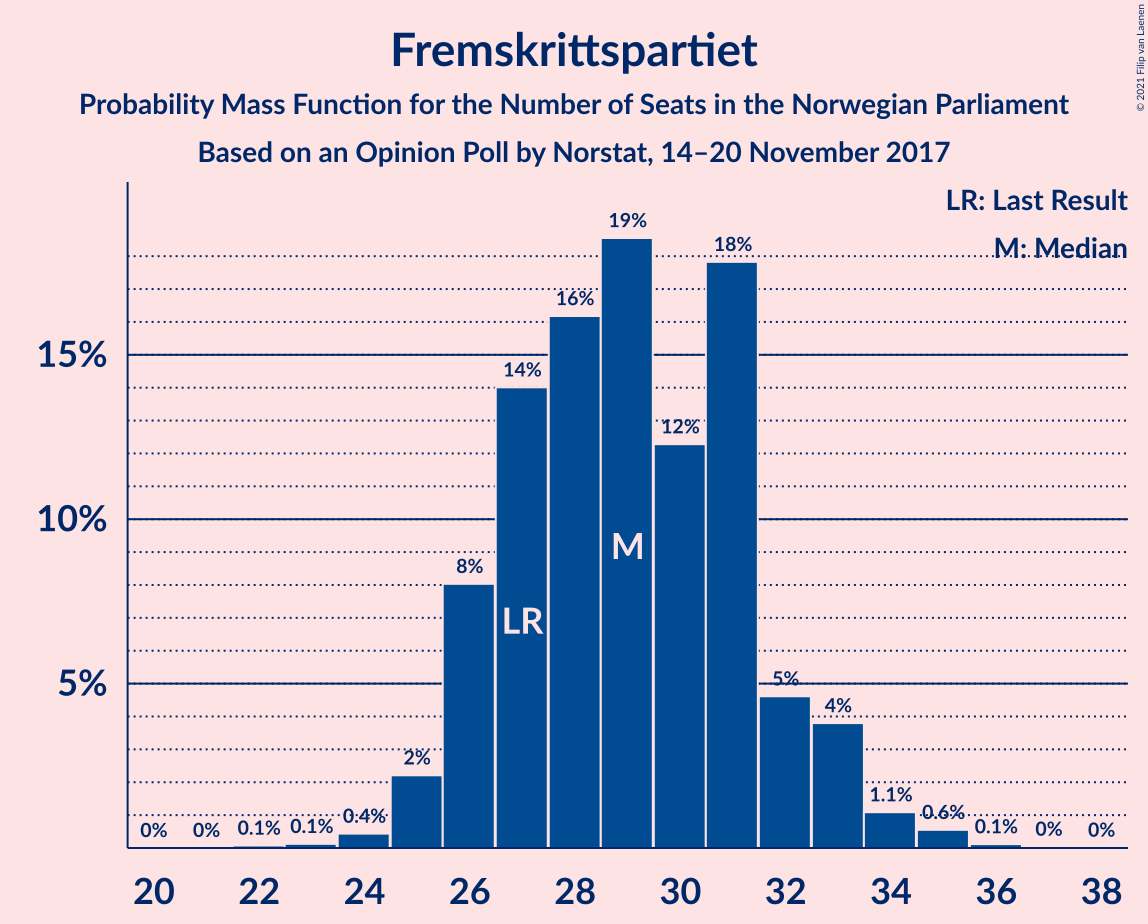 Fremskrittspartiet
Probability Mass Function for the Number of Seats in the Norwegian Parliament
Based on an Opinion Poll by Norstat, 14–20 November 2017
© 2021 Filip van Laenen
LR: Last Result
M: Median
15%
10%
5%
0%
0%
0.1%
0.1%
0.4%
2%
8%
14%
16%
19%
12%
18%
5%
4%
1.1%
0.6%
0.1%
0%
0%
LR
M
20 22 24 26 28 30 32 34 36 38